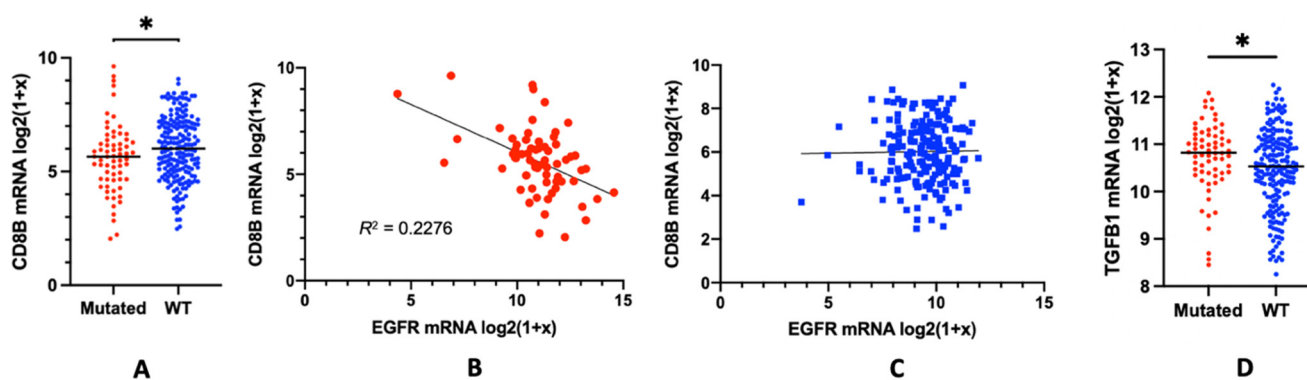 *
CD8B mRNA log2(1+x)
10
5
0
Mutated
WT
A
CD8B mRNA log2(1+x)
10
5
0
R² = 0.2276
0
5
10
15
EGFR mRNA log2(1+x)
B
CD8B mRNA log2(1+x)
10
8
6
4
2
0
0
5
10
15
EGFR mRNA log2(1+x)
C
*
TGFB1 mRNA log2(1+x)
13
12
11
10
9
8
Mutated
WT
D